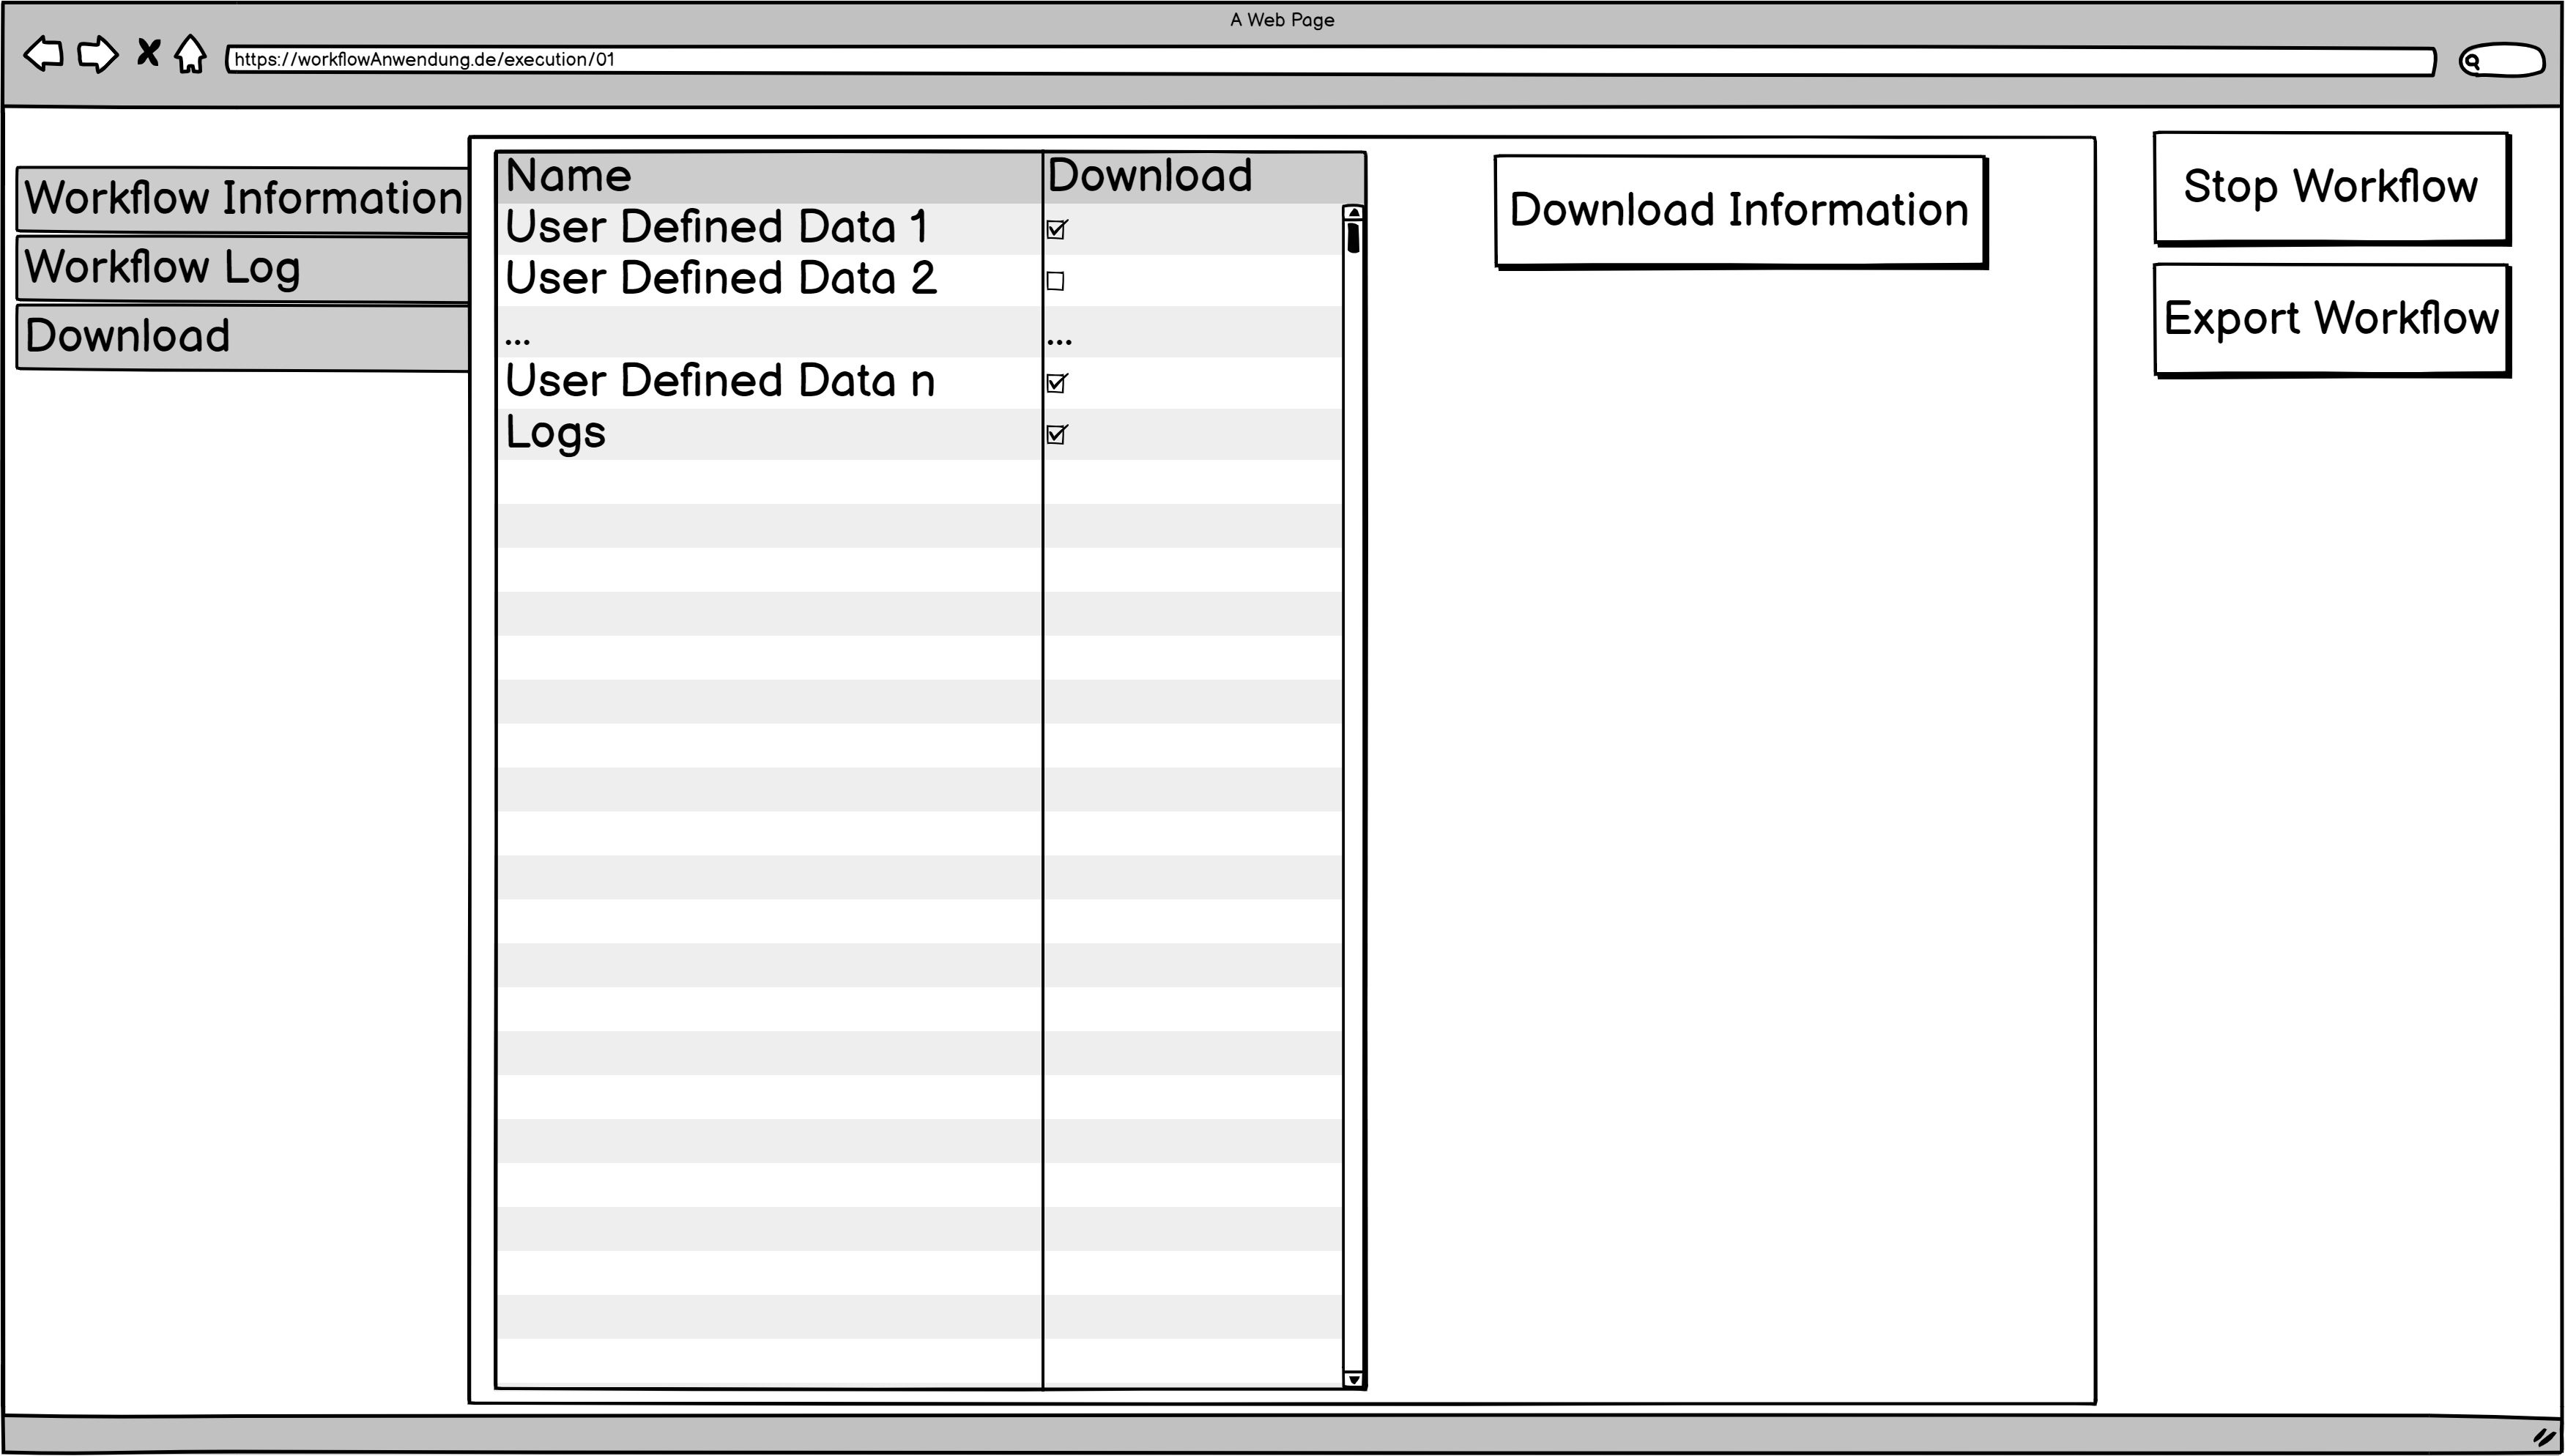 A Web Page
https://workflowAnwendung.de/execution/01
Workflow Information
Workflow Log
Download
Name Download
User Defined Data 1
User Defined Data 2
... ...
User Defined Data n
Logs
Download Information
Stop Workflow
Export Workflow